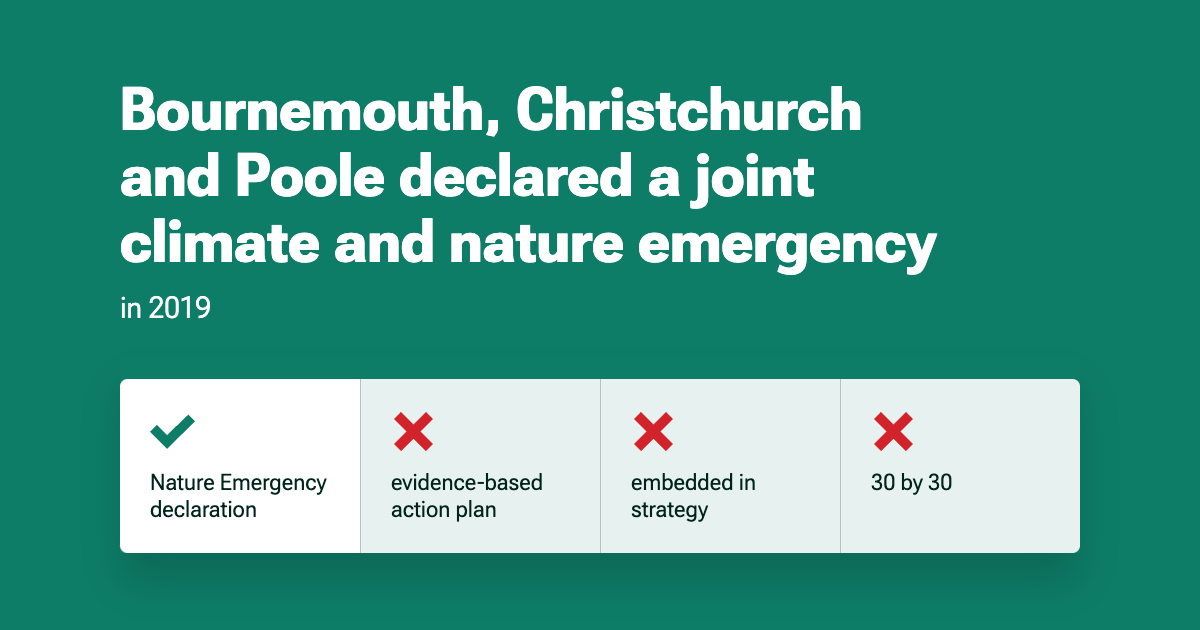 Bournemouth, Christchurch
and Poole declared a joint
climate and nature emergency
in 2019
Nature Emergency
declaration
evidence-based
action plan
embedded in
strategy
30 by 30